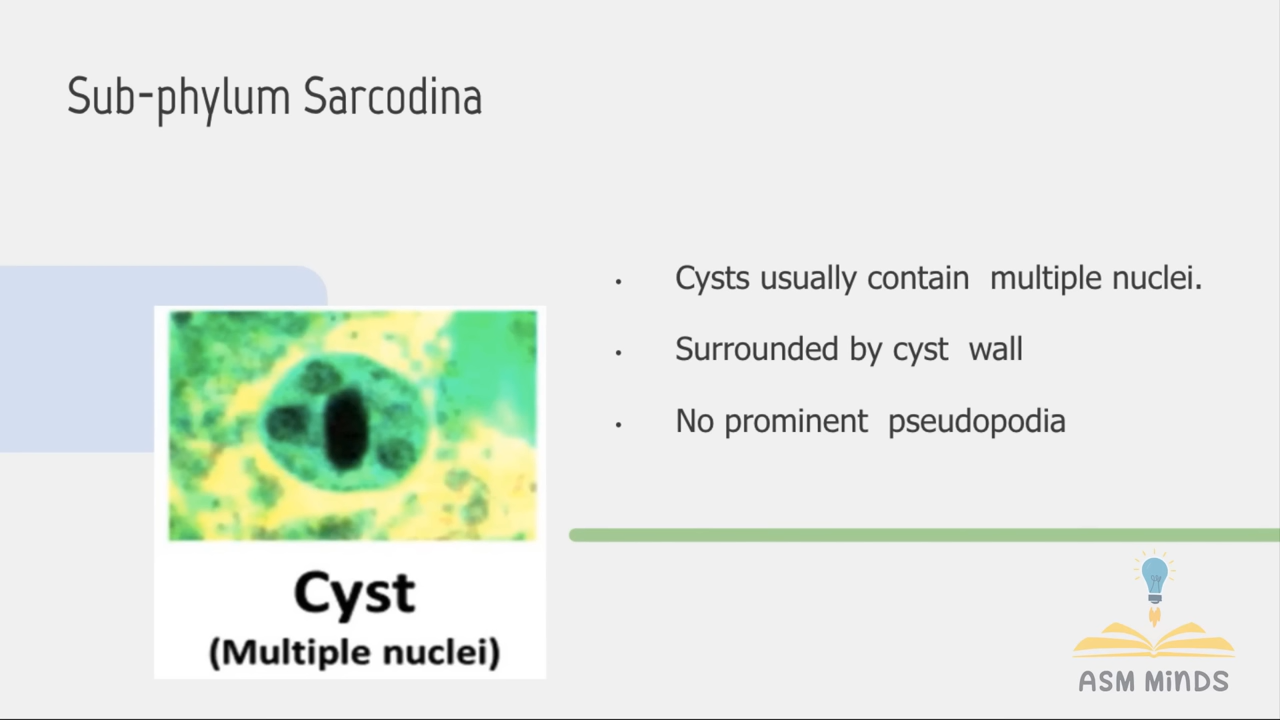 Sub-phylum Sarcodina
• Cysts usually contain multiple nuclei.
• Surrounded by cyst wall
• No prominent pseudopodia
Cyst
(Multiple nuclei)
ASM MiNDS